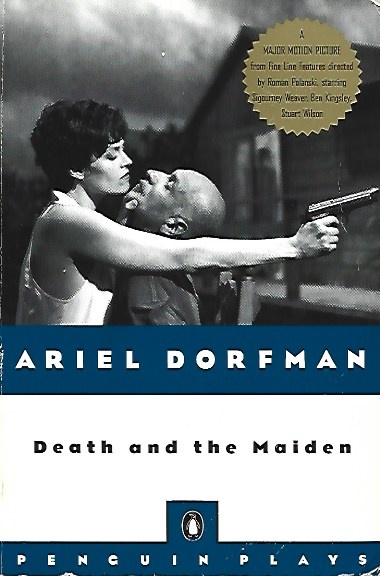 A
MAJOR MOTION PICTURE
from Fine Line Features directed
by Roman Polanski, starring
Sigourney Weaver, Ben Kingsley,
Stuart Wilson
ARIEL DORFMAN
Death and the Maiden
PENGUIN PLAYS